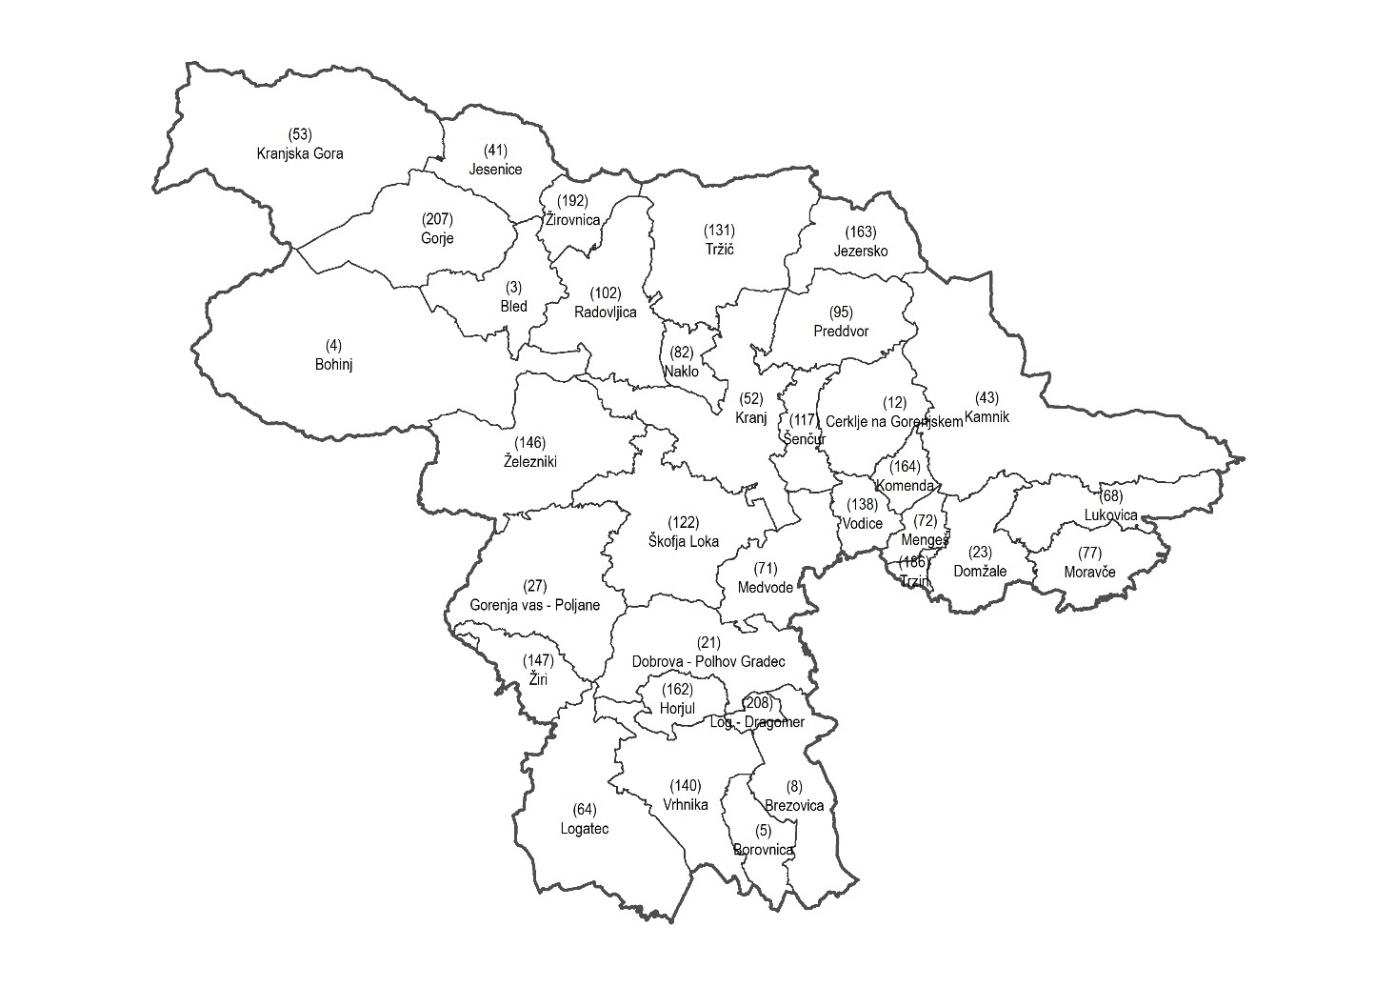 (53)
Kranjska Gora
(41)
Jesenice
(192)
Žirovnica
(207)
Gorje
(131)
Tržič
(163)
Jezersko
(3)
Bled
(102)
Radovljica
(95)
Preddvor
(4)
Bohinj
(82)
Naklo
(52)
Kranj
(117)
Šenčur
(12)
Cerklje na Gorenjskem
(43)
Kamnik
(146)
Železniki
(164)
Komenda
(68)
Lukovica
(138)
Vodice
(122)
Škofja Loka
(72)
Mengeš
(23)
Domžale
(77)
Moravče
(186)
Trzin
(71)
Medvode
(27)
Gorenja vas - Poljane
(21)
Dobrova - Polhov Gradec
(147)
Žiri
(162)
Horjul
(208)
Log - Dragomer
(140)
Vrhnika
(8)
Brezovica
(64)
Logatec
(5)
Borovnica